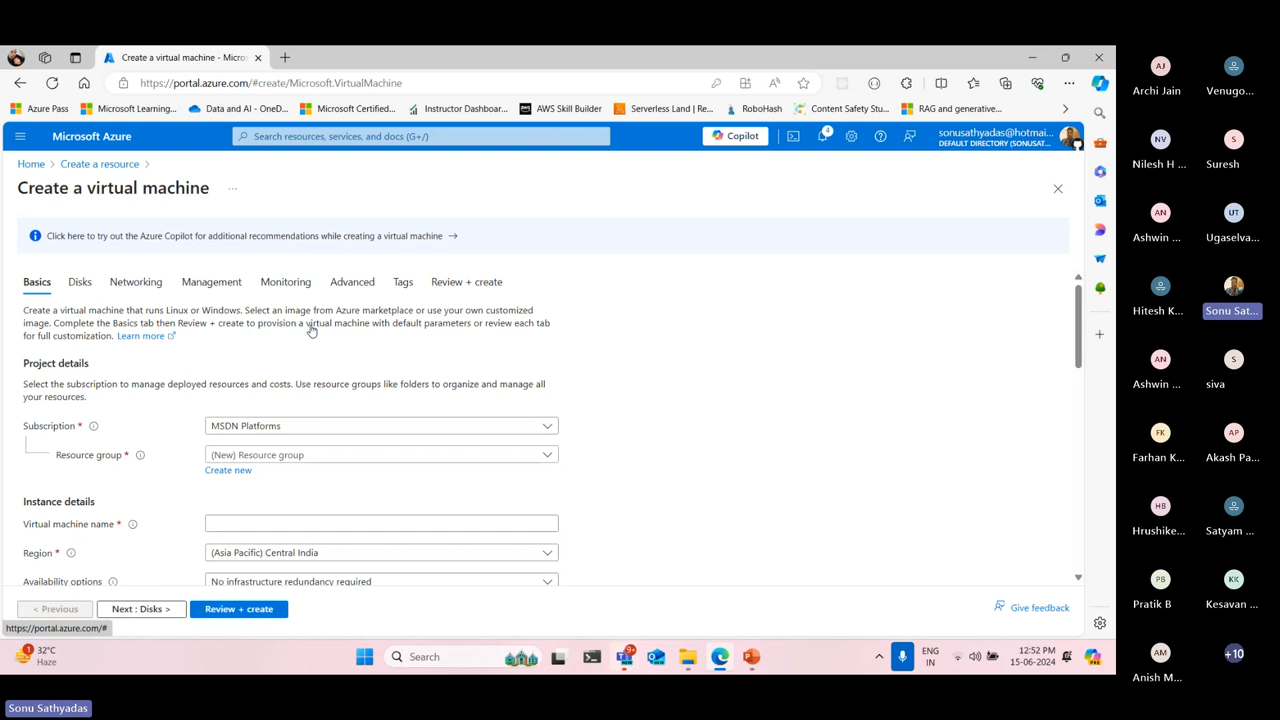 Create a virtual machine - Micros
https://portal.azure.com/#create/Microsoft.VirtualMachine
Azure Pass
Microsoft Learning...
Data and AI - OneD...
Microsoft Certified...
Instructor Dashboar...
AWS Skill Builder
Serverless Land | Re...
RoboHash
Content Safety Stu...
RAG and generative...
Microsoft Azure
Search resources, services, and docs (G+/)
Copilot
4
sonusathyadas@hotmai...
DEFAULT DIRECTORY (SONUSAT...
Home > Create a resource >
Create a virtual machine ...
Click here to try out the Azure Copilot for additional recommendations while creating a virtual machine →
Basics Disks Networking Management Monitoring Advanced Tags Review + create
Create a virtual machine that runs Linux or Windows. Select an image from Azure marketplace or use your own customized
image. Complete the Basics tab then Review + create to provision a virtual machine with default parameters or review each tab
for full customization. Learn more
Project details
Select the subscription to manage deployed resources and costs. Use resource groups like folders to organize and manage all
your resources.
Subscription * MSDN Platforms
Resource group * (New) Resource group
Create new
Instance details
Virtual machine name *
Region * (Asia Pacific) Central India
Availability options No infrastructure redundancy required
< Previous Next : Disks > Review + create
Give feedback
https://portal.azure.com/#
1
32°C
Haze
Search
9+
ENG
IN
12:52 PM
15-06-2024
PRE
Sonu Sathyadas
AJ
Archi Jain
Venugo...
NV
Nilesh H ...
S
Suresh
AN
Ashwin ...
UT
Ugaselva...
Hitesh K...
Sonu Sat...
AN
Ashwin ...
S
siva
FK
Farhan K...
AP
Akash Pa...
HB
Hrushike...
Satyam ...
PB
Pratik B
KK
Kesavan ...
AM
Anish M...
+10